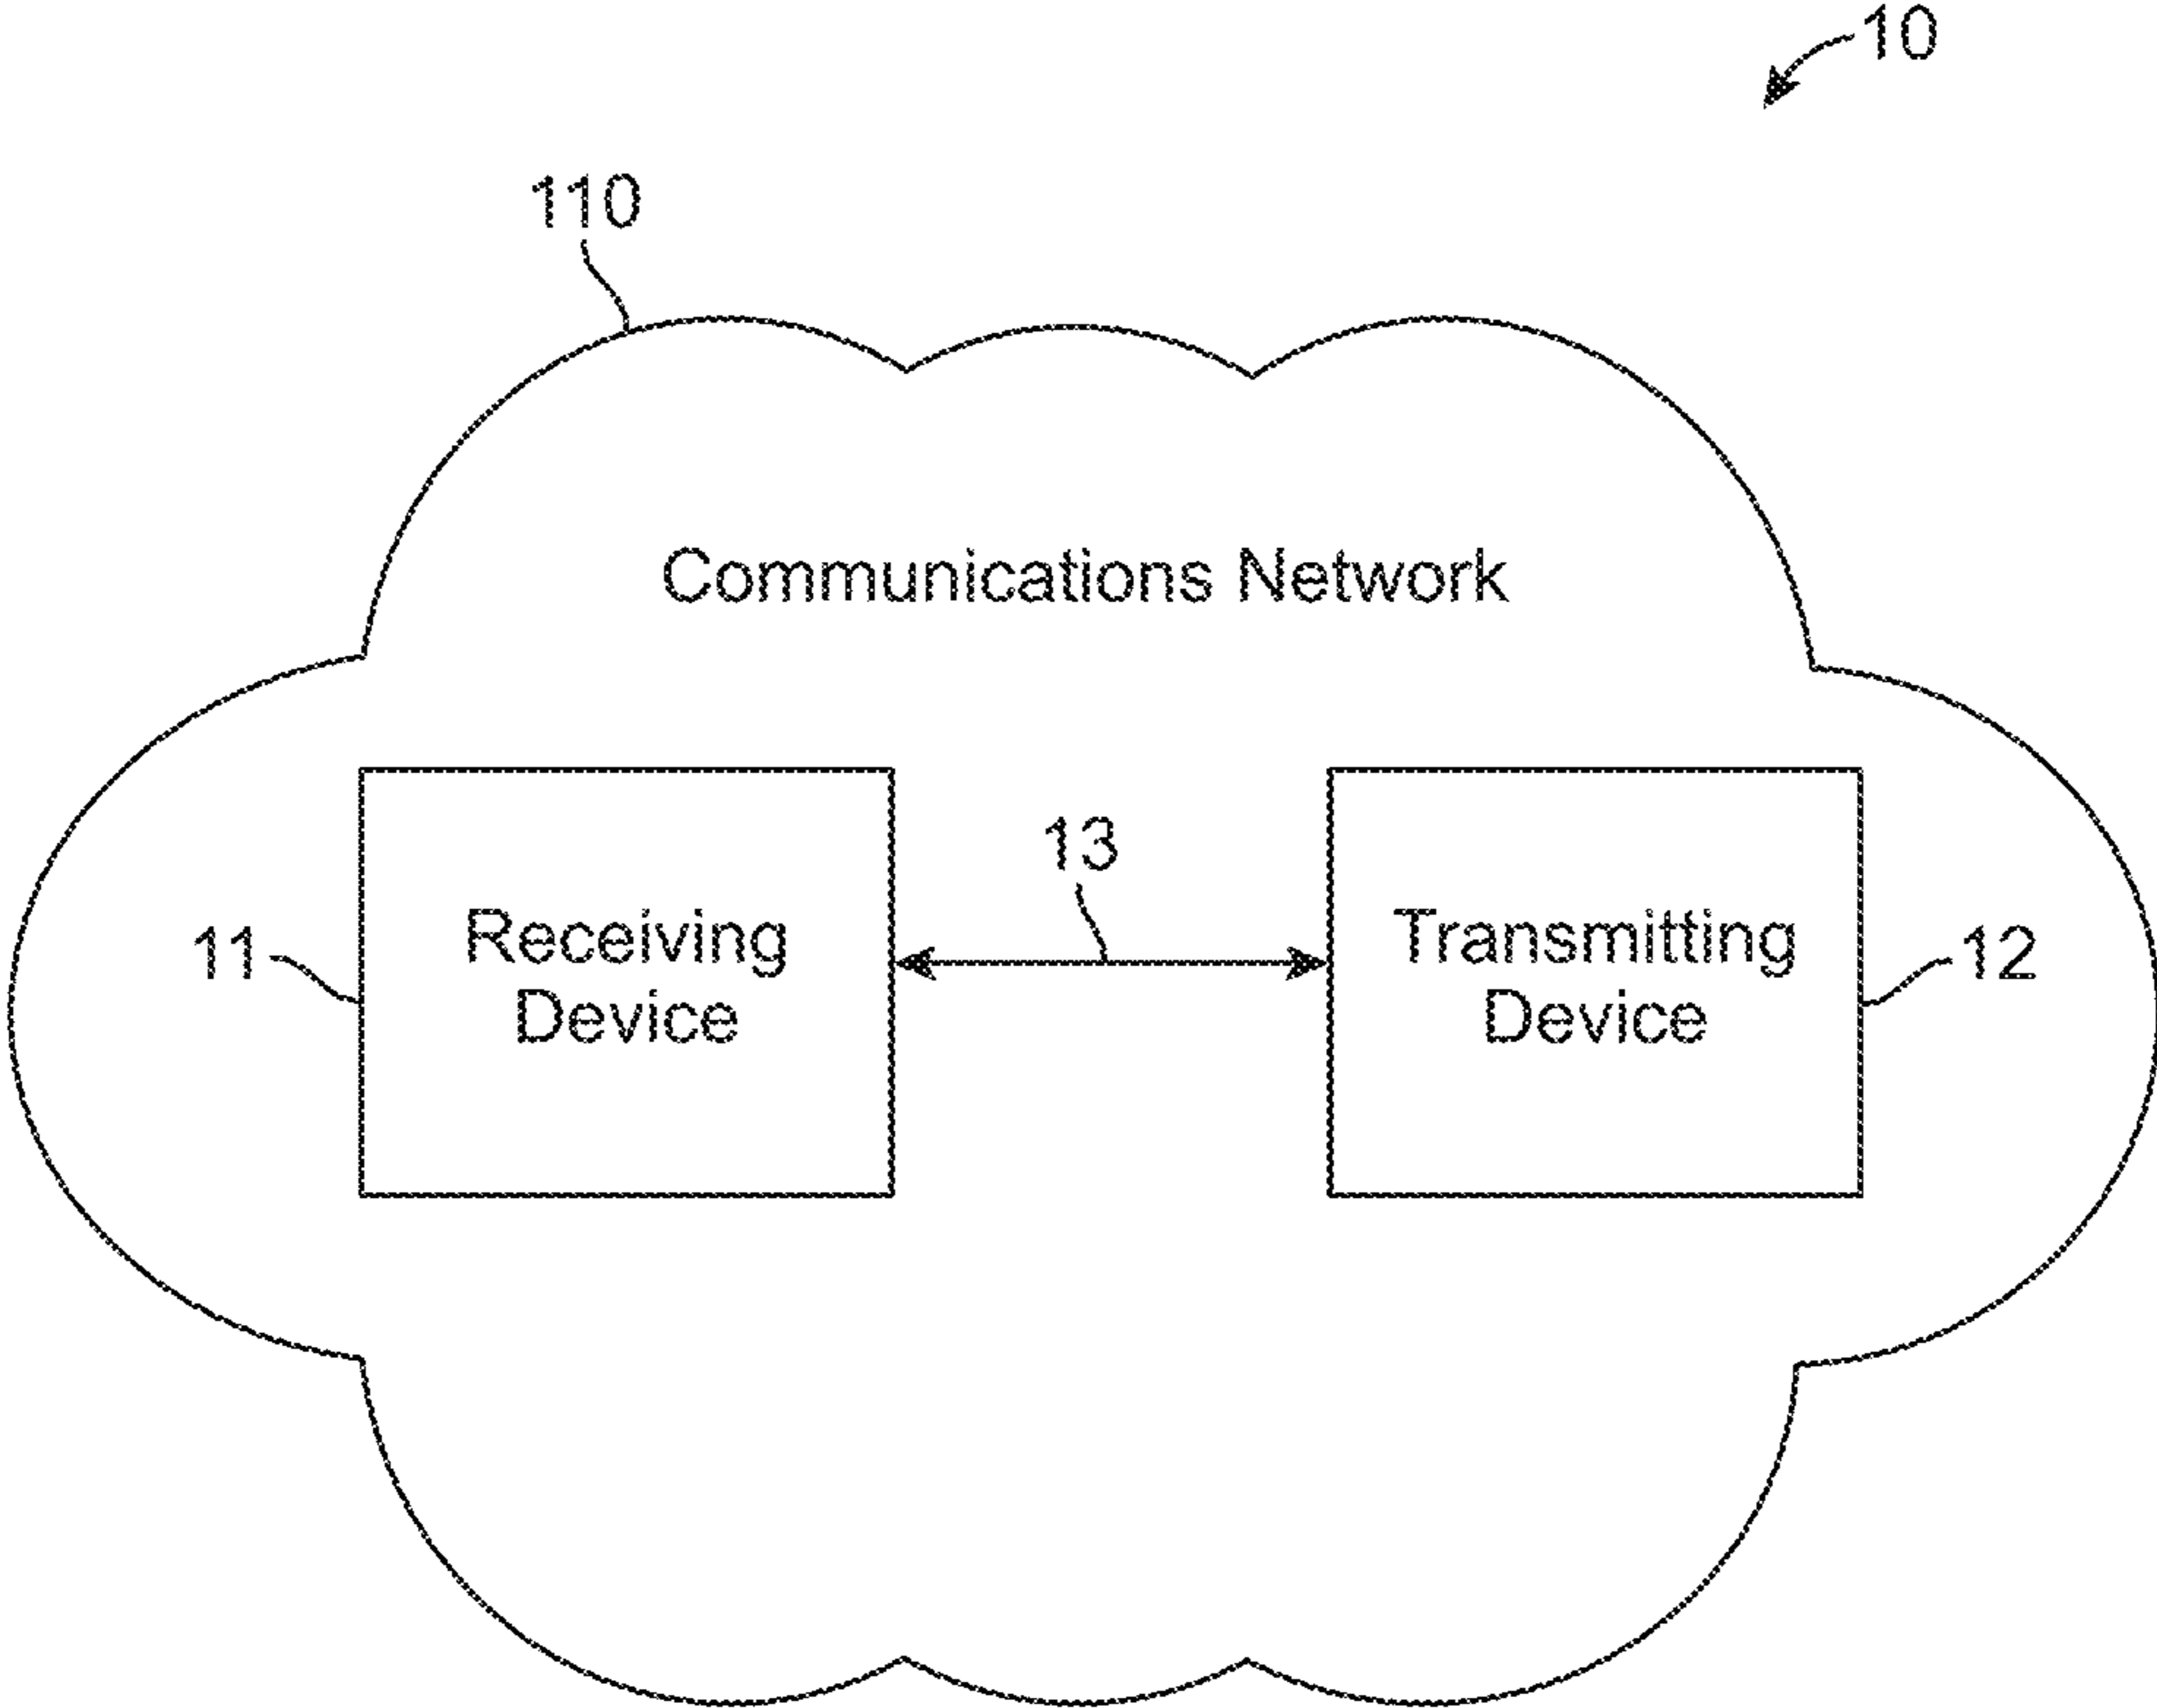 10
110
Communications Network
13
11
Receiving
Device
Transmitting
Device
12